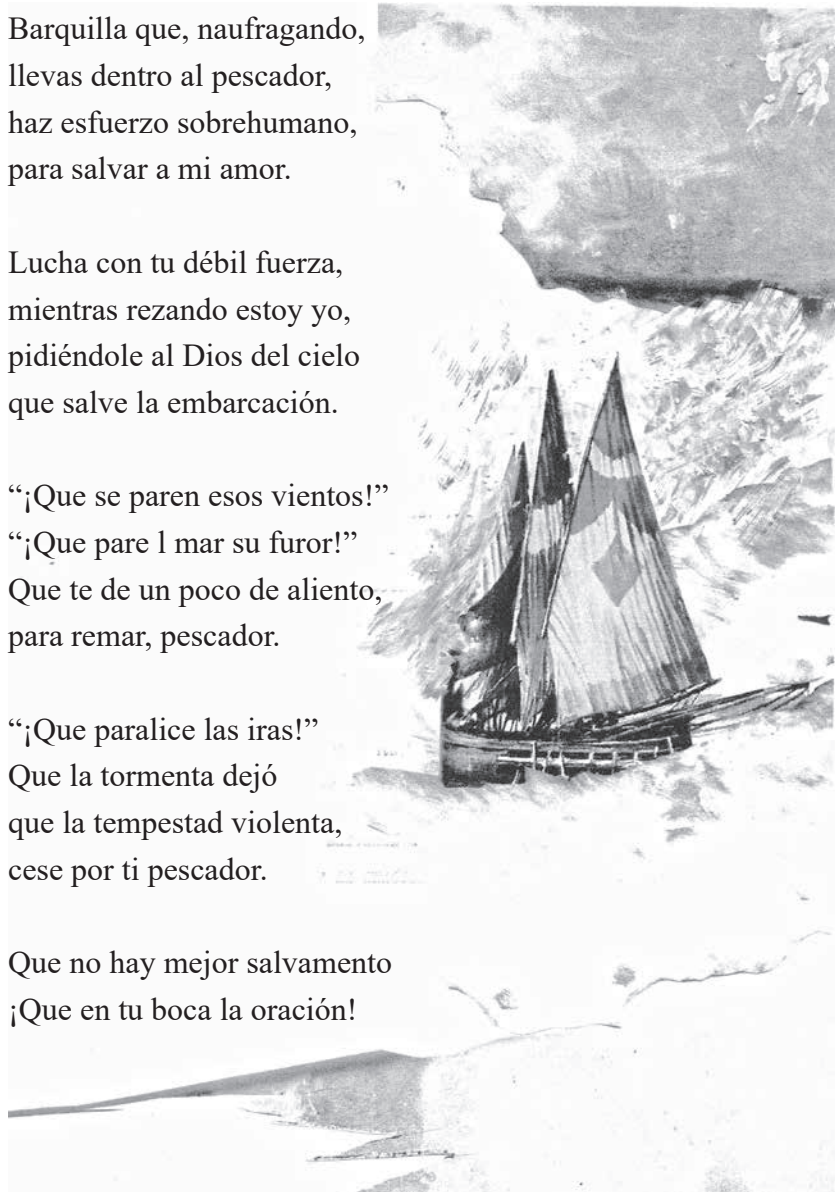 Barquilla que, naufragando,
llevas dentro al pescador,
haz esfuerzo sobrehumano,
para salvar a mi amor.

Lucha con tu débil fuerza,
mientras rezando estoy yo,
pidiéndole al Dios del cielo
que salve la embarcación.

“¡Que se paren esos vientos!”
“¡Que pare l mar su furor!”
Que te de un poco de aliento,
para remar, pescador.

“¡Que paralice las iras!”
Que la tormenta dejó
que la tempestad violenta,
cese por ti pescador.

Que no hay mejor salvamento
¡Que en tu boca la oración!